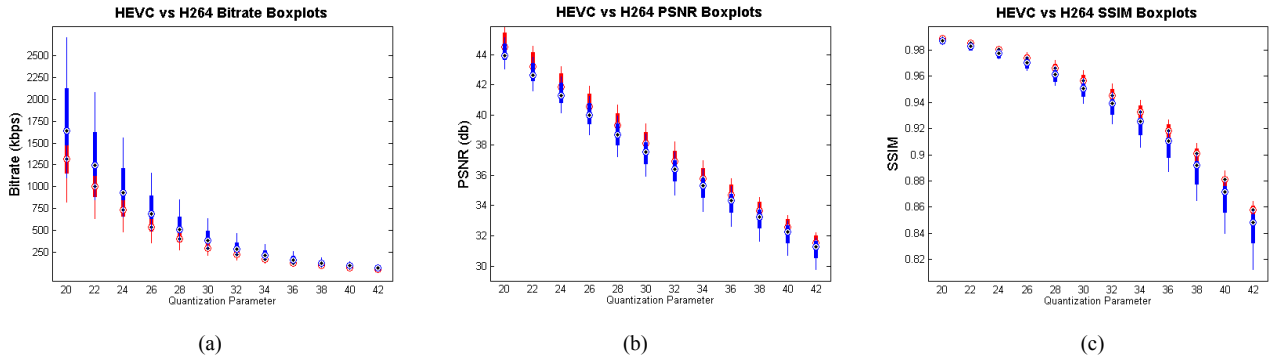 HEVC vs H264 Bitrate Boxplots
Bitrate (kbps)
2500
2250
2000
1750
1500
1250
1000
750
500
250
20 22 24 26 28 30 32 34 36 38 40 42
Quantization Parameter
(a)
HEVC vs H264 PSNR Boxplots
PSNR (db)
44
42
40
38
36
34
32
30
20 22 24 26 28 30 32 34 36 38 40 42
Quantization Parameter
(b)
HEVC vs H264 SSIM Boxplots
SSIM
0.98
0.96
0.94
0.92
0.9
0.88
0.86
0.84
0.82
20 22 24 26 28 30 32 34 36 38 40 42
Quantization Parameter
(c)